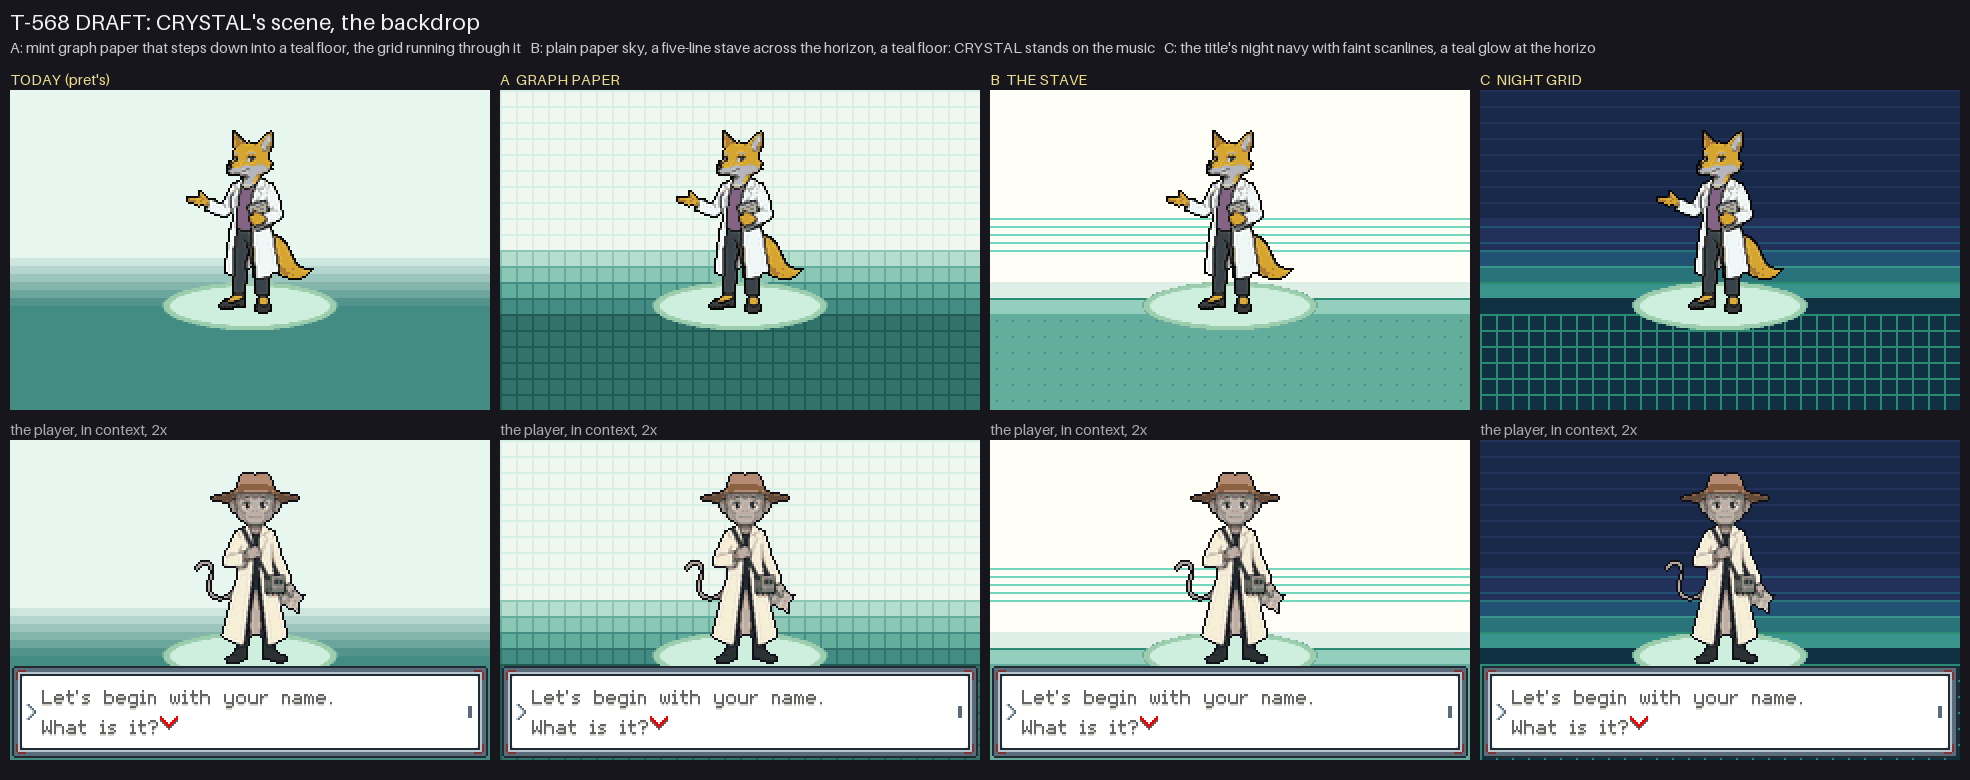 T-568 DRAFT: CRYSTAL's scene, the backdrop
A: mint graph paper that steps down into a teal floor, the grid running through it B: plain paper sky, a five-line stave across the horizon, a teal floor: CRYSTAL stands on the music C: the title's night navy with faint scanlines, a teal glow at the horizo
TODAY (pret's)
A GRAPH PAPER
B THE STAVE
C NIGHT GRID
the player, in context, 2x
the player, in context, 2x
the player, in context, 2x
the player, in context, 2x
Let's begin with your name.
What is it?
Let's begin with your name.
What is it?
Let's begin with your name.
What is it?
Let's begin with your name.
What is it?